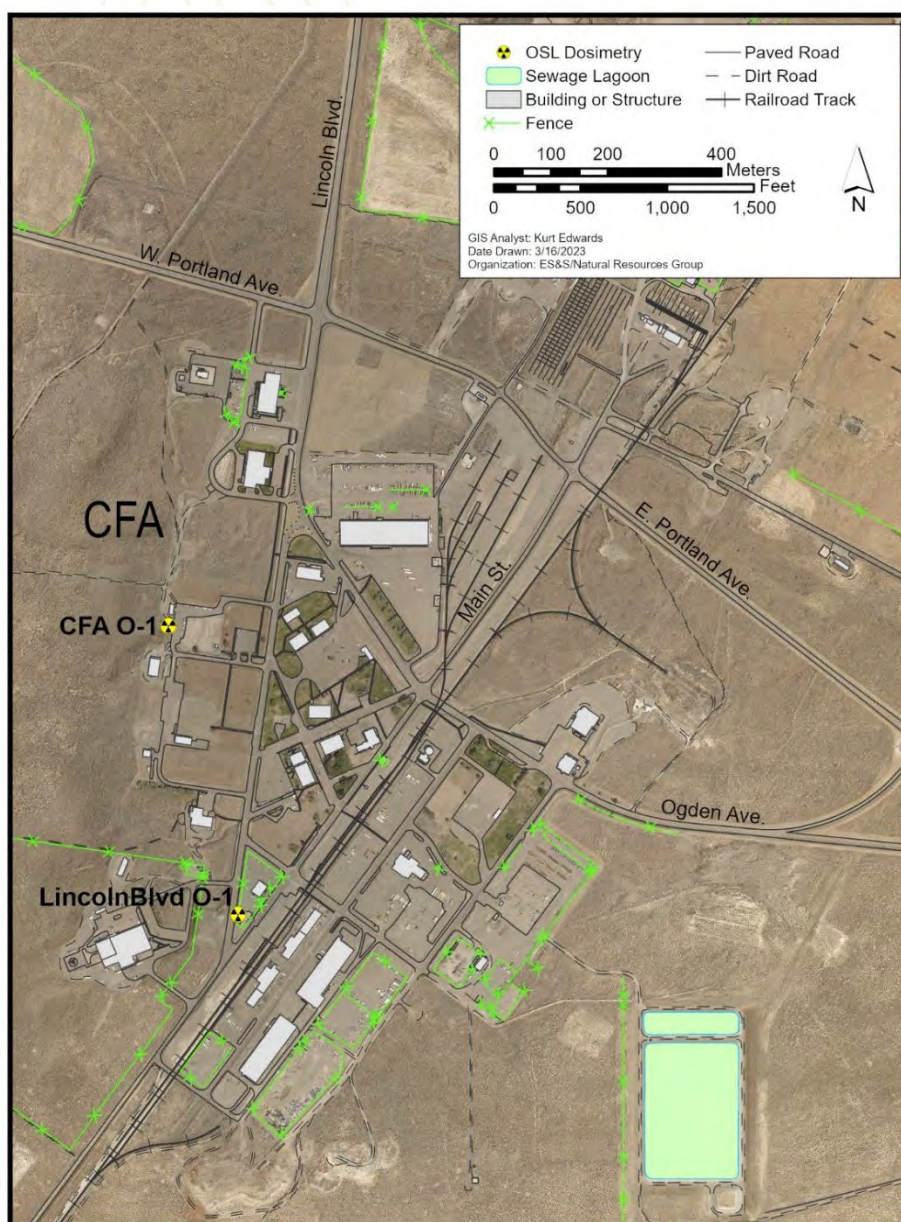 OSL Dosimetry
Sewage Lagoon
Building or Structure
Fence
Paved Road
Dirt Road
Railroad Track
0 100 200 400
Meters
Feet
0 500 1,000 1,500
N
GIS Analyst: Kurt Edwards
Date Drawn: 3/16/2023
Organization: ES&S/Natural Resources Group
Lincoln Blvd.
W. Portland Ave.
CFA
E. Portland Ave.
Main St.
CFA O-1
Ogden Ave.
LincolnBlvd O-1